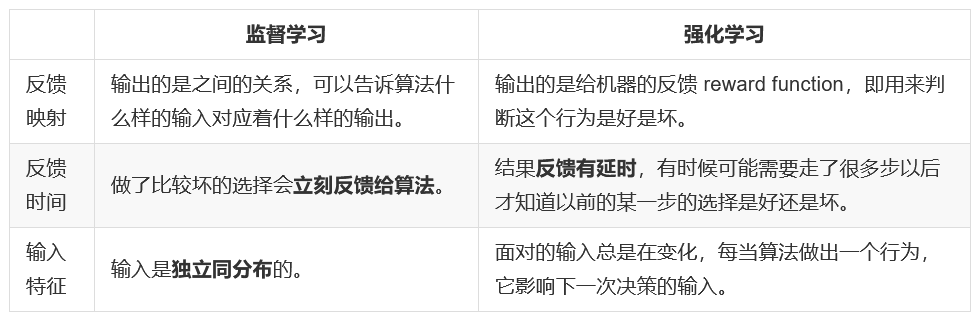 监督学习 强化学习
反馈 输出的是之间的关系，可以告诉算法什 输出的是给机器的反馈 reward function，即用来判
映射 么样的输入对应着什么样的输出。 断这个行为是好是坏。
反馈 做了比较坏的选择会立刻反馈给算法。 结果反馈有延时，有时候可能需要走了很多步以后
时间 才知道以前的某一步的选择是好还是坏。
输入 输入是独立同分布的。 面对的输入总是在变化，每当算法做出一个行为，
特征 它影响下一次决策的输入。